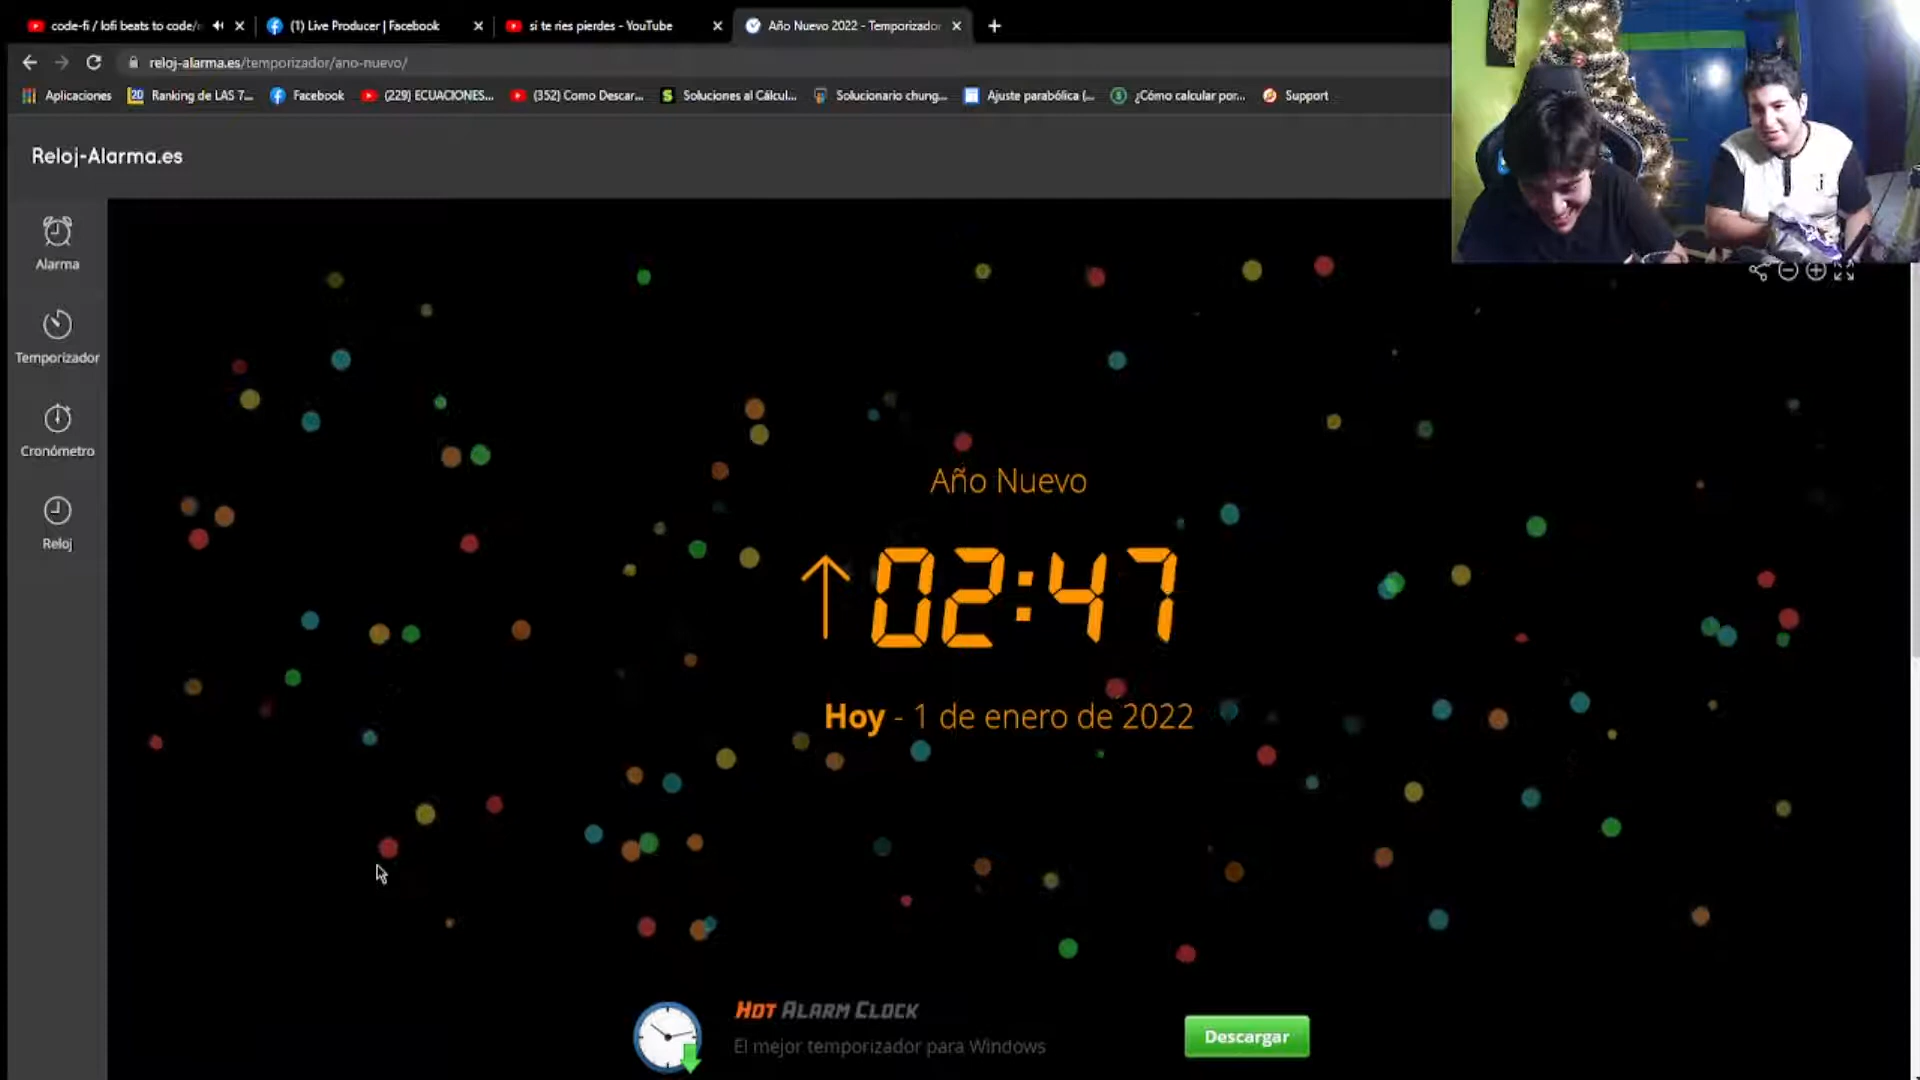 code-fi / lofi beats to code/
(1) Live Producer | Facebook
si te ries pierdes - YouTube
Año Nuevo 2022 - Temporizador
reloj-alarma.es/temporizador/ano-nuevo/
Aplicaciones
Ranking de LAS 7...
Facebook
(229) ECUACIONES...
(352) Como Descar...
Soluciones al Cálcul...
Solucionario chung...
Ajuste parabólica (...
¿Cómo calcular por...
Support
Reloj-Alarma.es
Alarma
Temporizador
Cronómetro
Reloj
Año Nuevo
↑02:47
Hoy - 1 de enero de 2022
HOT ALARM CLOCK
El mejor temporizador para Windows
Descargar